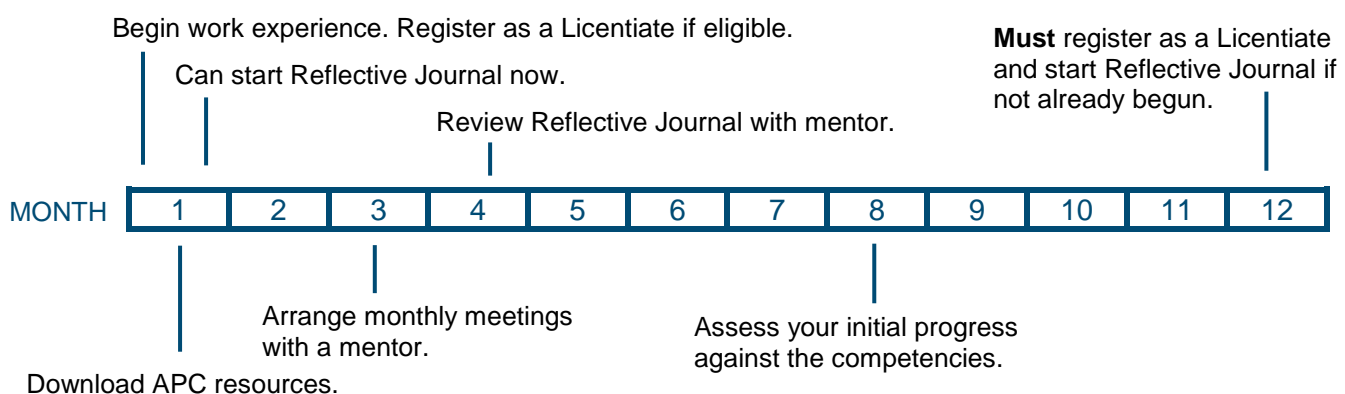 Begin work experience. Register as a Licentiate if eligible.
Must register as a Licentiate
and start Reflective Journal if
not already begun.
Can start Reflective Journal now.
Review Reflective Journal with mentor.
MONTH 1 2 3 4 5 6 7 8 9 10 11 12
Arrange monthly meetings
with a mentor.
Assess your initial progress
against the competencies.
Download APC resources.